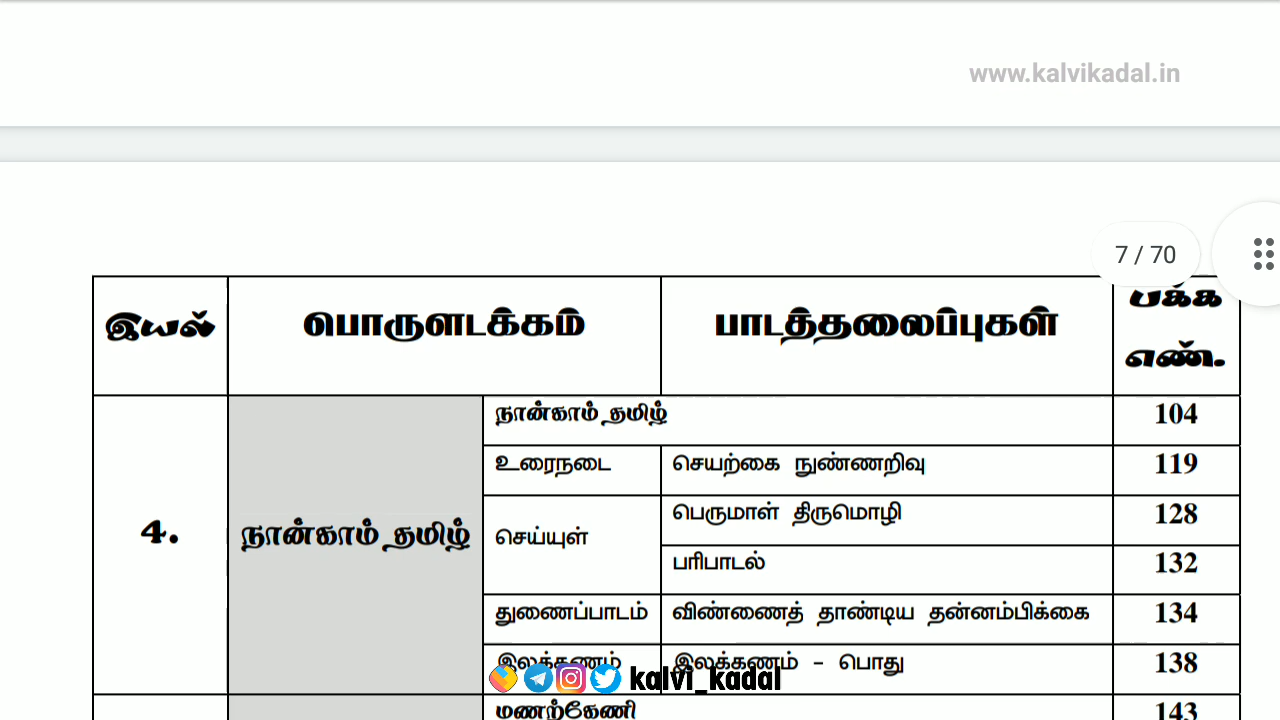 www.kalvikadal.in
7 / 70
இயல் பொருளடக்கம் பாடத்தலைப்புகள் பக்க எண்.
நான்காம் தமிழ் 104
உரைநடை செயற்கை நுண்ணறிவு 119
4. நான்காம் தமிழ் செய்யுள் பெருமாள் திருமொழி 128
பரிபாடல் 132
துணைப்பாடம் விண்ணைத் தாண்டிய தன்னம்பிக்கை 134
இலக்கணம் இலக்கணம் – பொது 138
kalvi_kadal
மணற்கேணி 143